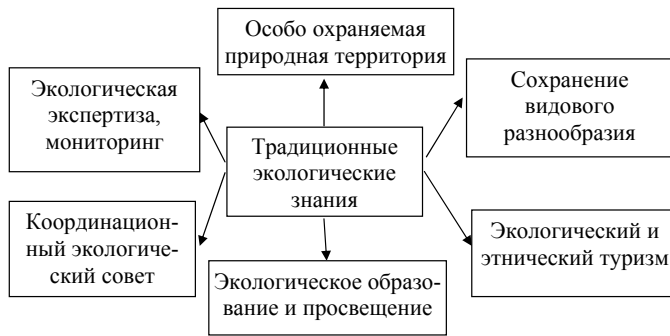 Особо охраняемая
природная территория
Экологическая
экспертиза,
мониторинг
Сохранение
видового
разнообразия
Традиционные
экологические
знания
Координацион-
ный экологиче-
ский совет
Экологический и
этнический туризм
Экологическое образо-
вание и просвещение